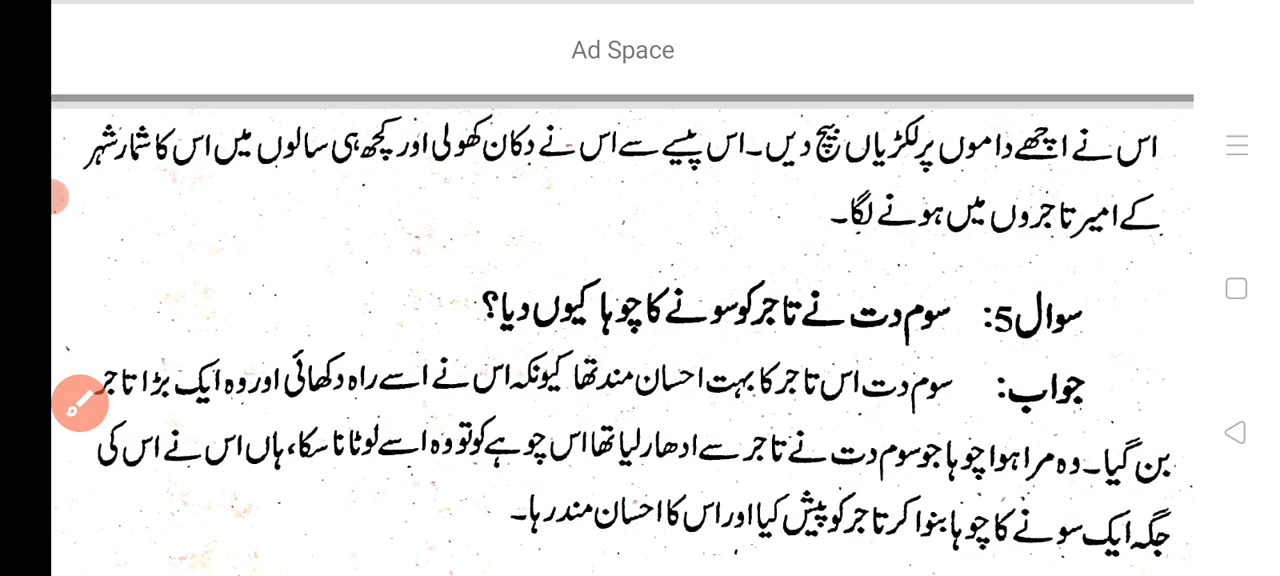 Ad Space
اس نے اچھے داموں پر لکڑیاں بیچ دیں۔ اس پیسے سے اس نے دکان کھولی اور کچھ ہی سالوں میں اس کا شمار شہر
کے امیر تاجروں میں ہونے لگا۔
سوال 5: سوم دت نے تاجر کو سونے کا چوہا کیوں دیا؟
جواب: سوم دت اس تاجر کا بہت احسان مند تھا کیونکہ اس نے اسے راہ دکھائی اور وہ ایک بڑا تاجر
بن گیا۔ وہ مرا ہوا چوہا جو سوم دت نے تاجر سے ادھار لیا تھا اس چوہے کو تو وہ اسے لوٹا نا سکا، ہاں اس نے اس کی
جگہ ایک سونے کا چوہا بنوا کر تاجر کو پیش کیا اور اس کا احسان مند رہا۔